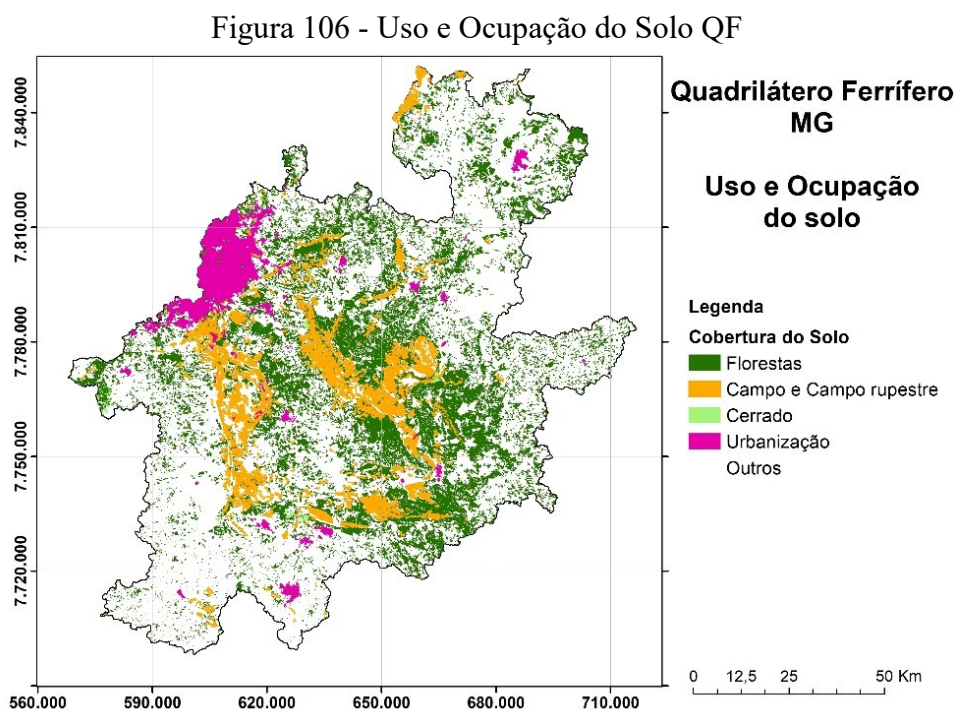 Figura 106 - Uso e Ocupação do Solo QF
Quadrilátero Ferrífero
MG
Uso e Ocupação
do solo
Legenda
Cobertura do Solo
Florestas
Campo e Campo rupestre
Cerrado
Urbanização
Outros
0 12,5 25 50 Km
7.840.000
7.810.000
7.780.000
7.750.000
7.720.000
560.000 590.000 620.000 650.000 680.000 710.000